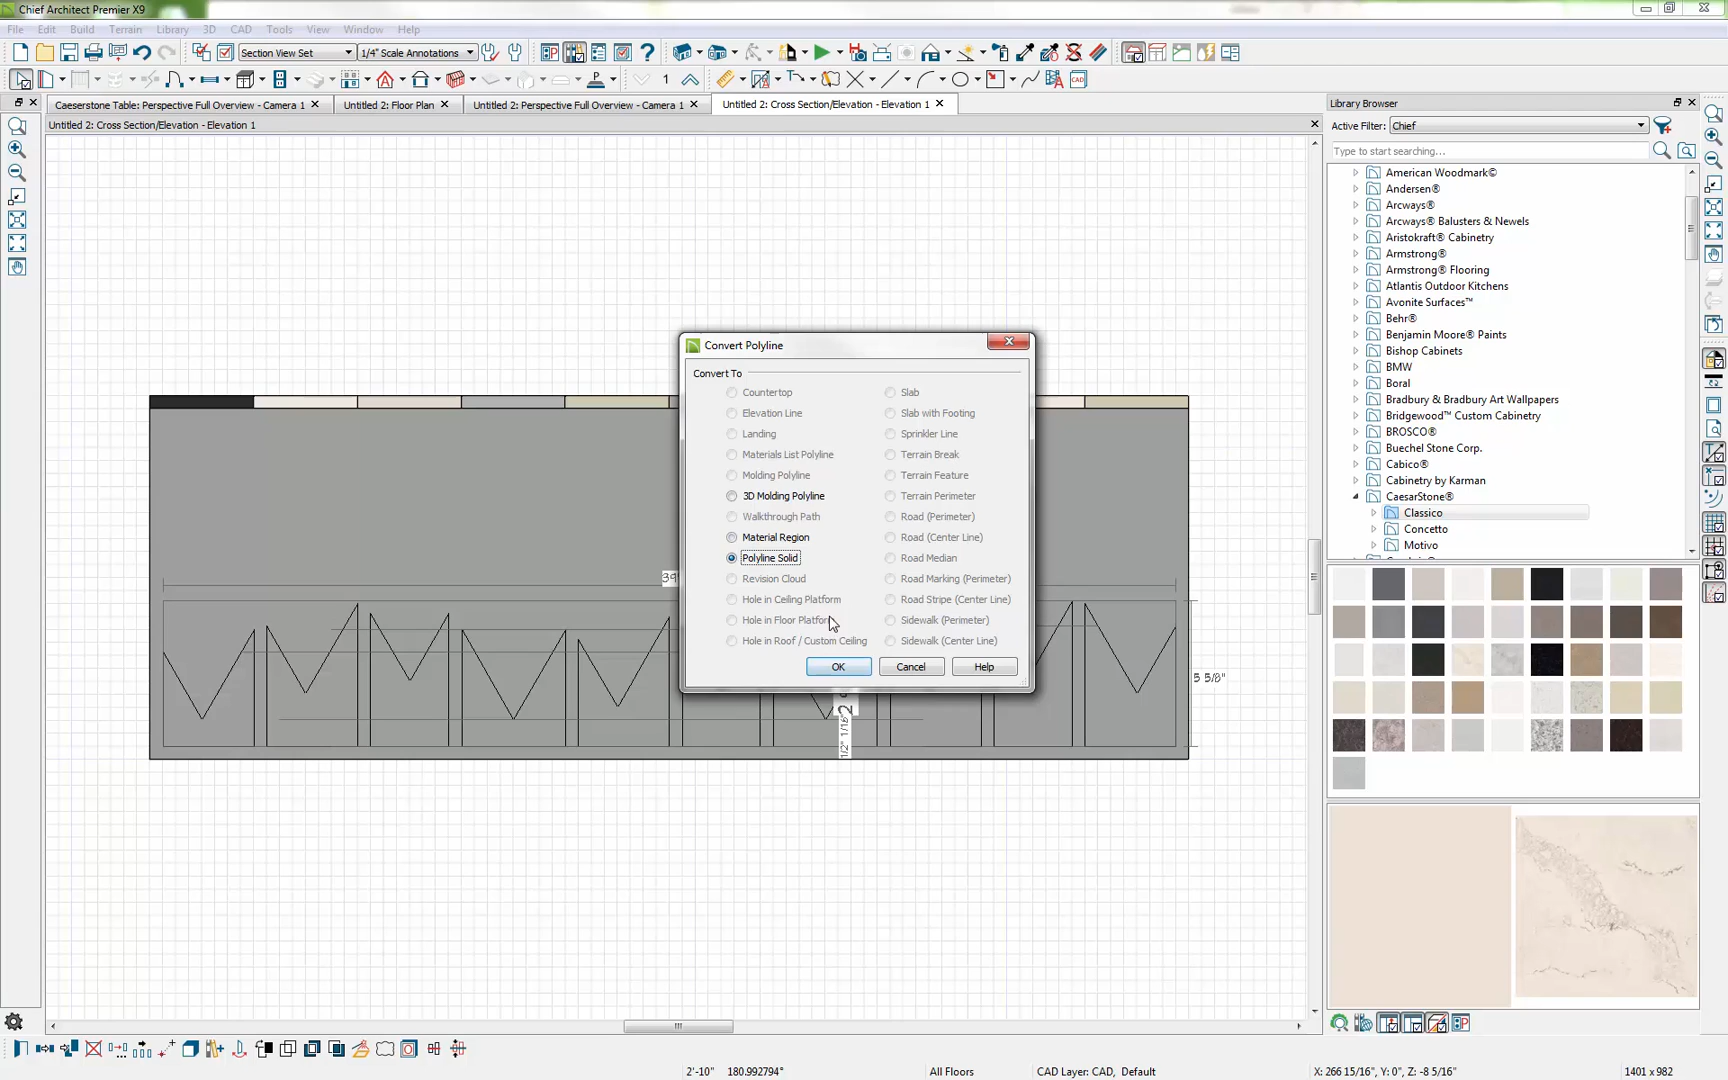 Chief Architect Premier X9
File Edit Build Terrain Library 3D CAD Tools View Window Help
Section View Set
1/4" Scale Annotations
1
Caeserstone Table: Perspective Full Overview - Camera 1
Untitled 2: Floor Plan
Untitled 2: Perspective Full Overview - Camera 1
Untitled 2: Cross Section/Elevation - Elevation 1
Untitled 2: Cross Section/Elevation - Elevation 1
Convert Polyline
Convert To
Countertop
Elevation Line
Landing
Materials List Polyline
Molding Polyline
3D Molding Polyline
Walkthrough Path
Material Region
Polyline Solid
Revision Cloud
Hole in Ceiling Platform
Hole in Floor Platform
Hole in Roof / Custom Ceiling
Slab
Slab with Footing
Sprinkler Line
Terrain Break
Terrain Feature
Terrain Perimeter
Road (Perimeter)
Road (Center Line)
Road Median
Road Marking (Perimeter)
Road Stripe (Center Line)
Sidewalk (Perimeter)
Sidewalk (Center Line)
OK
Cancel
Help
5 5/8"
Library Browser
Active Filter: Chief
Type to start searching...
American Woodmark©
Andersen®
Arcways®
Arcways® Balusters & Newels
Aristokraft® Cabinetry
Armstrong®
Armstrong® Flooring
Atlantis Outdoor Kitchens
Avonite Surfaces™
Behr®
Benjamin Moore® Paints
Bishop Cabinets
BMW
Boral
Bradbury & Bradbury Art Wallpapers
Bridgewood™ Custom Cabinetry
BROSCO®
Buechel Stone Corp.
Cabico®
Cabinetry by Karman
CaesarStone®
Classico
Concetto
Motivo
2'-10"
180.992794°
All Floors
CAD Layer: CAD, Default
X: 266 15/16", Y: 0", Z: -8 5/16"
1401 x 982